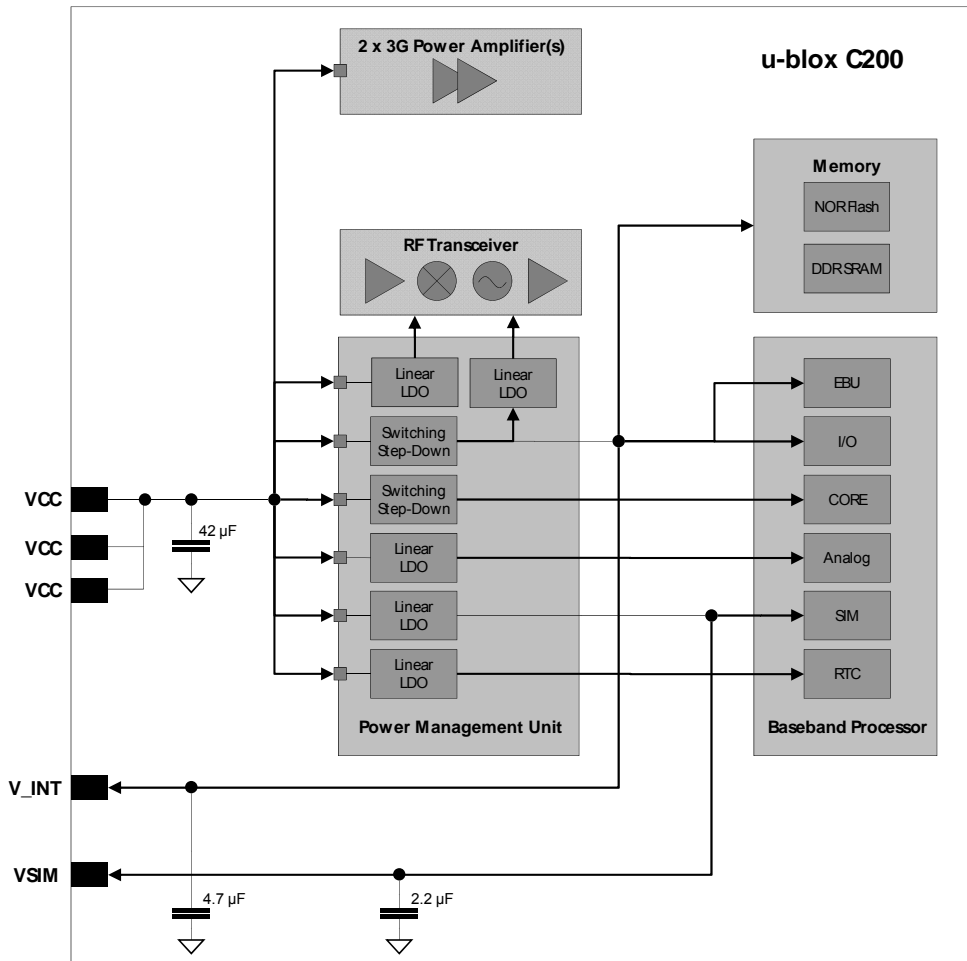 2 x 3G Power Amplifier(s)
u-blox C200
Memory
NOR Flash
DDR SRAM
RF Transceiver
Linear
LDO
Linear
LDO
EBU
Switching
Step-Down
I/O
VCC
Switching
Step-Down
CORE
42 µF
VCC
Linear
LDO
Analog
VCC
Linear
LDO
SIM
Linear
LDO
RTC
Power Management Unit
Baseband Processor
V_INT
VSIM
4.7 µF
2.2 µF